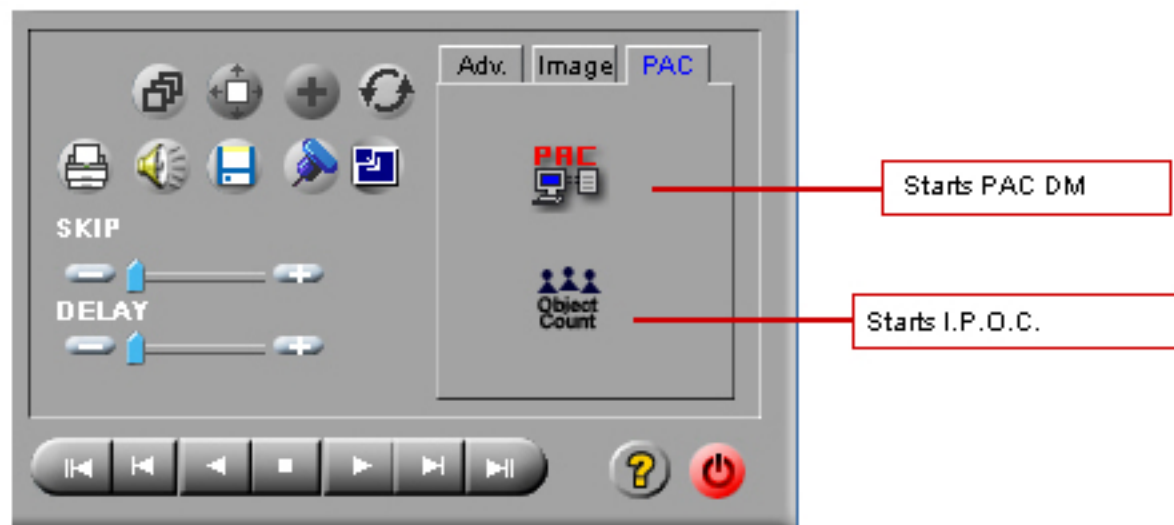 Adv. Image PAC
PAC
Starts PAC DM
SKIP
Object
Count
DELAY
Starts I.P.O.C.
?